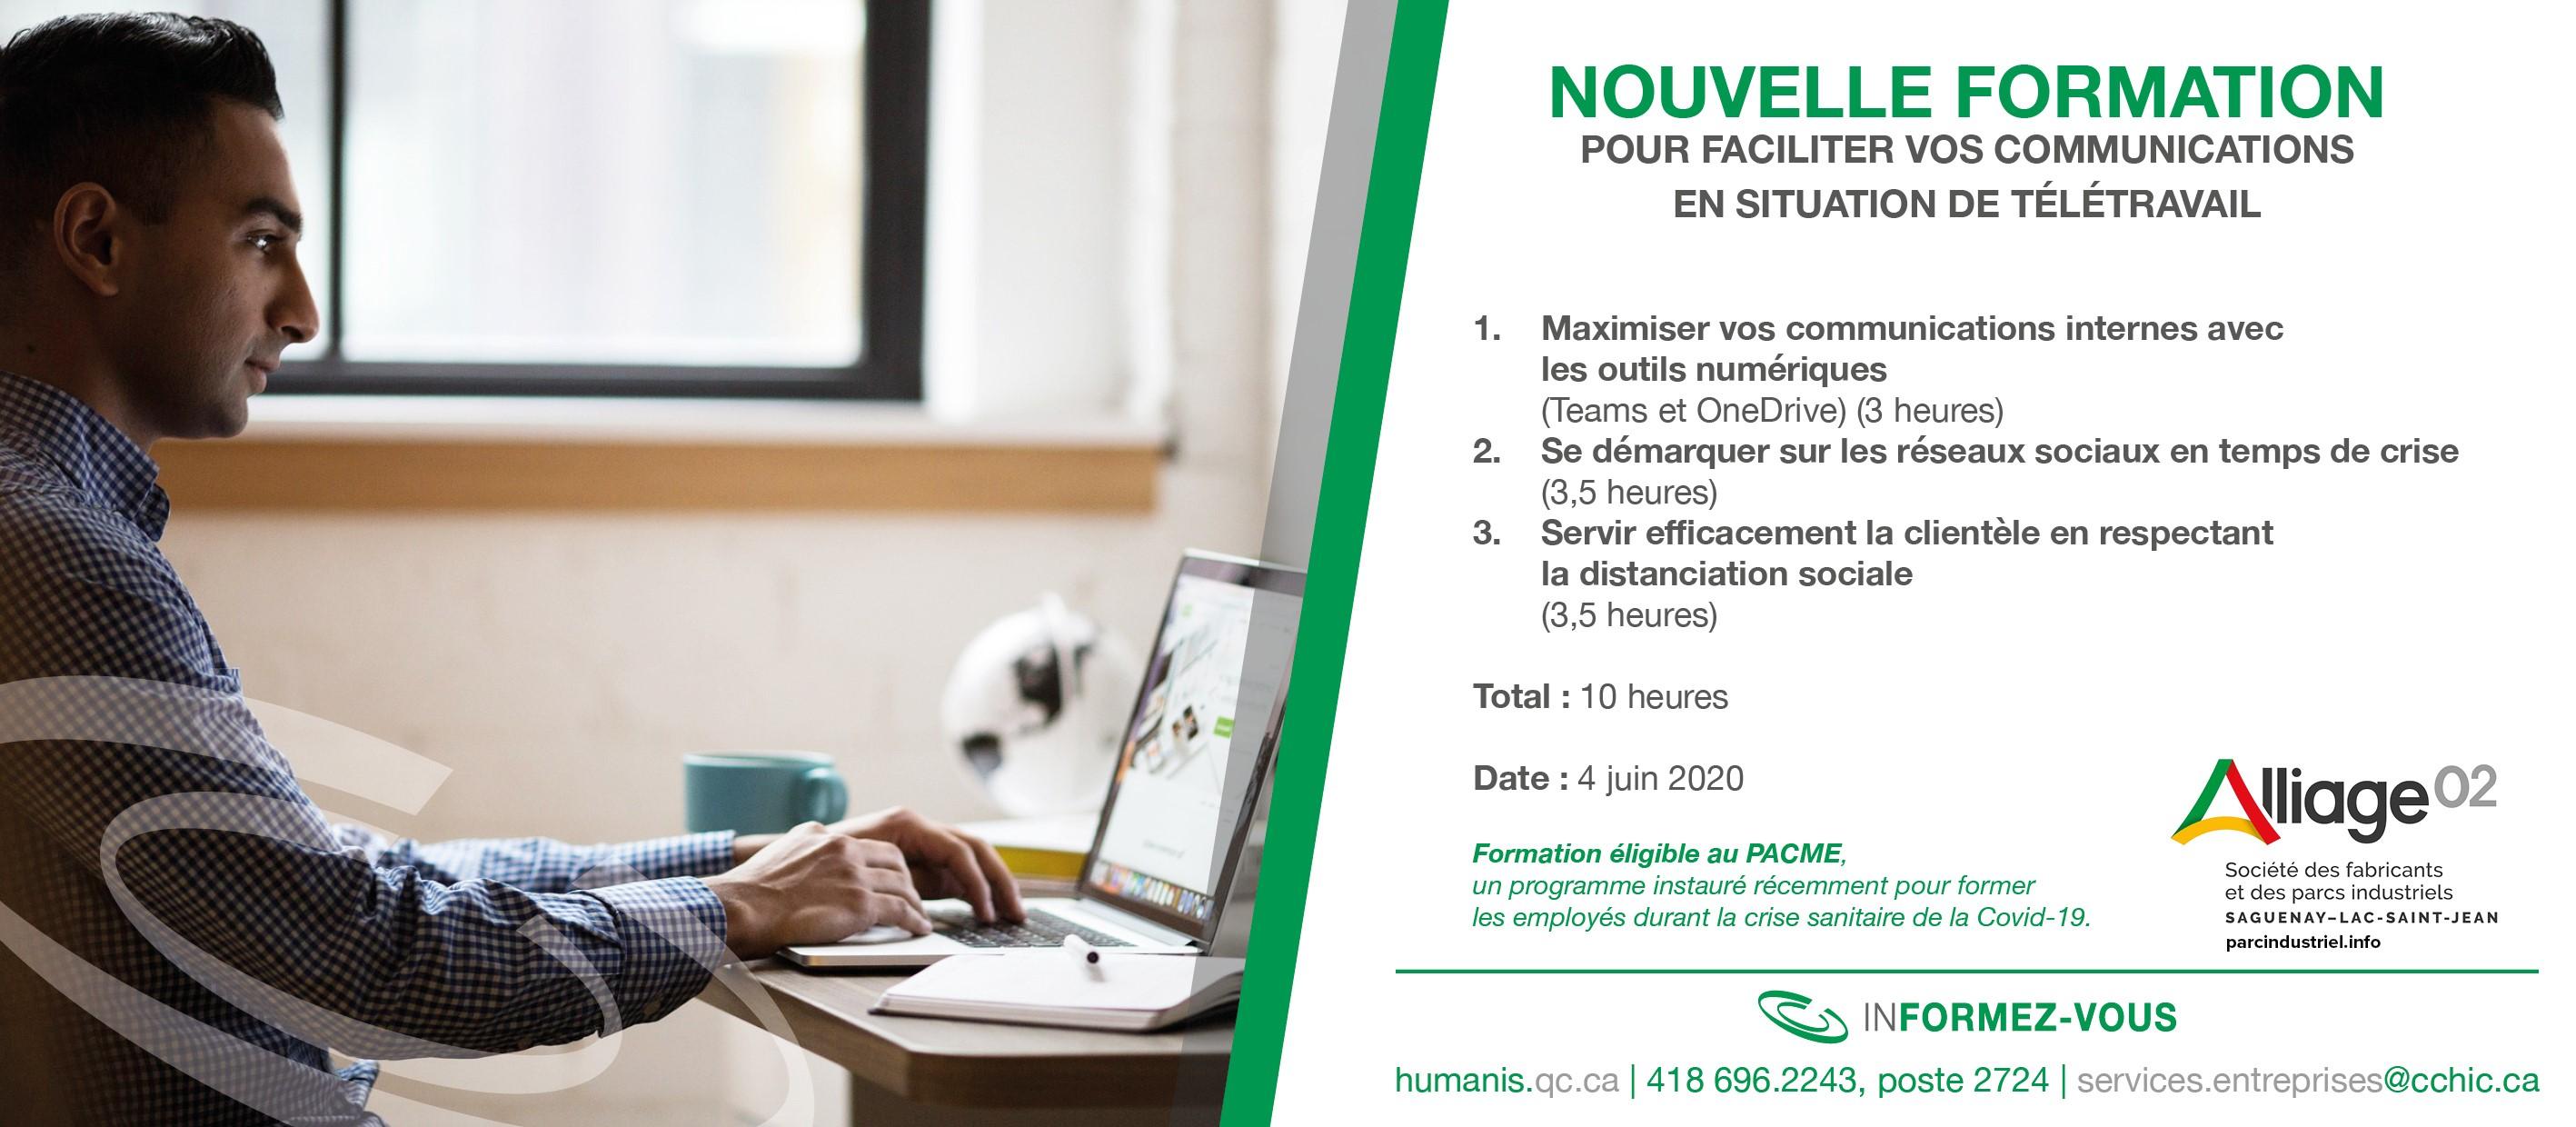 NOUVELLE FORMATION
POUR FACILITER VOS COMMUNICATIONS
EN SITUATION DE TÉLÉTRAVAIL
1. Maximiser vos communications internes avec
les outils numériques
(Teams et OneDrive) (3 heures)
2. Se démarquer sur les réseaux sociaux en temps de crise
(3,5 heures)
3. Servir efficacement la clientèle en respectant
la distanciation sociale
(3,5 heures)
Total : 10 heures
Date : 4 juin 2020
Formation éligible au PACME,
un programme instauré récemment pour former
les employés durant la crise sanitaire de la Covid-19.
Alliage 02
Société des fabricants
et des parcs industriels
SAGUENAY–LAC-SAINT-JEAN
parcindustriel.info
INFORMEZ-VOUS
humanis.qc.ca | 418 696.2243, poste 2724 | services.entreprises@cchic.ca